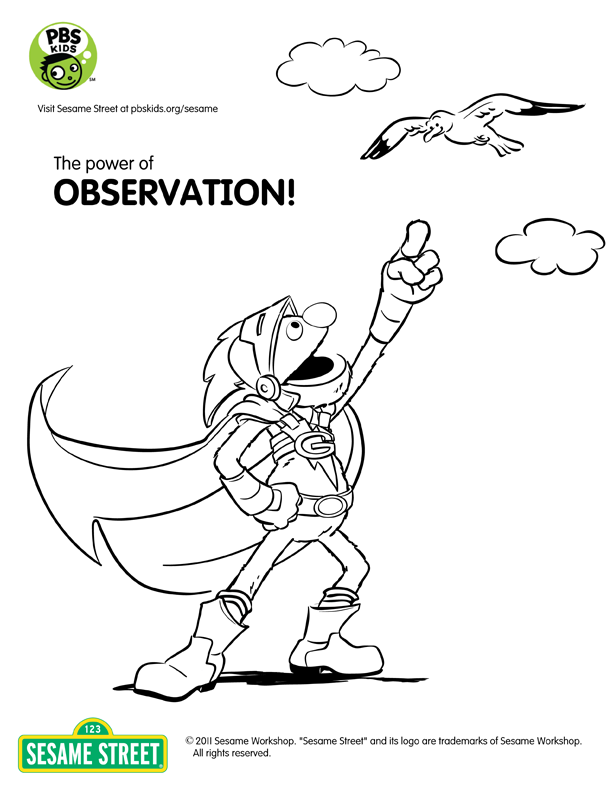 PBS
KIDS
SM
Visit Sesame Street at pbskids.org/sesame
The power of
OBSERVATION!
G
123
SESAME STREET
© 2011 Sesame Workshop. "Sesame Street" and its logo are trademarks of Sesame Workshop.
All rights reserved.